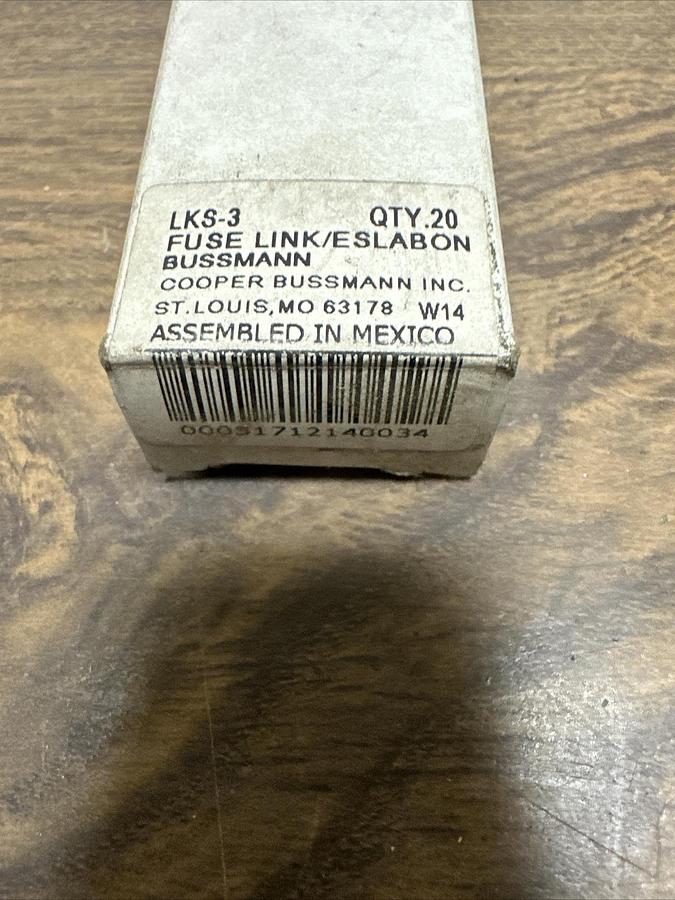 LKS-3 QTY.20
FUSE LINK/ESLABON
BUSSMANN
COOPER BUSSMANN INC.
ST.LOUIS,MO 63178 W14
ASSEMBLED IN MEXICO
00051712140034